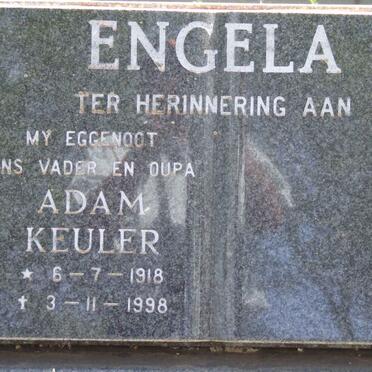 ENGELA
TER HERINNERING AAN
MY EGGENOOT
NS VADER EN OUPA
ADAM
KEULER
★ 6-7-1918
✝ 3-11-1998